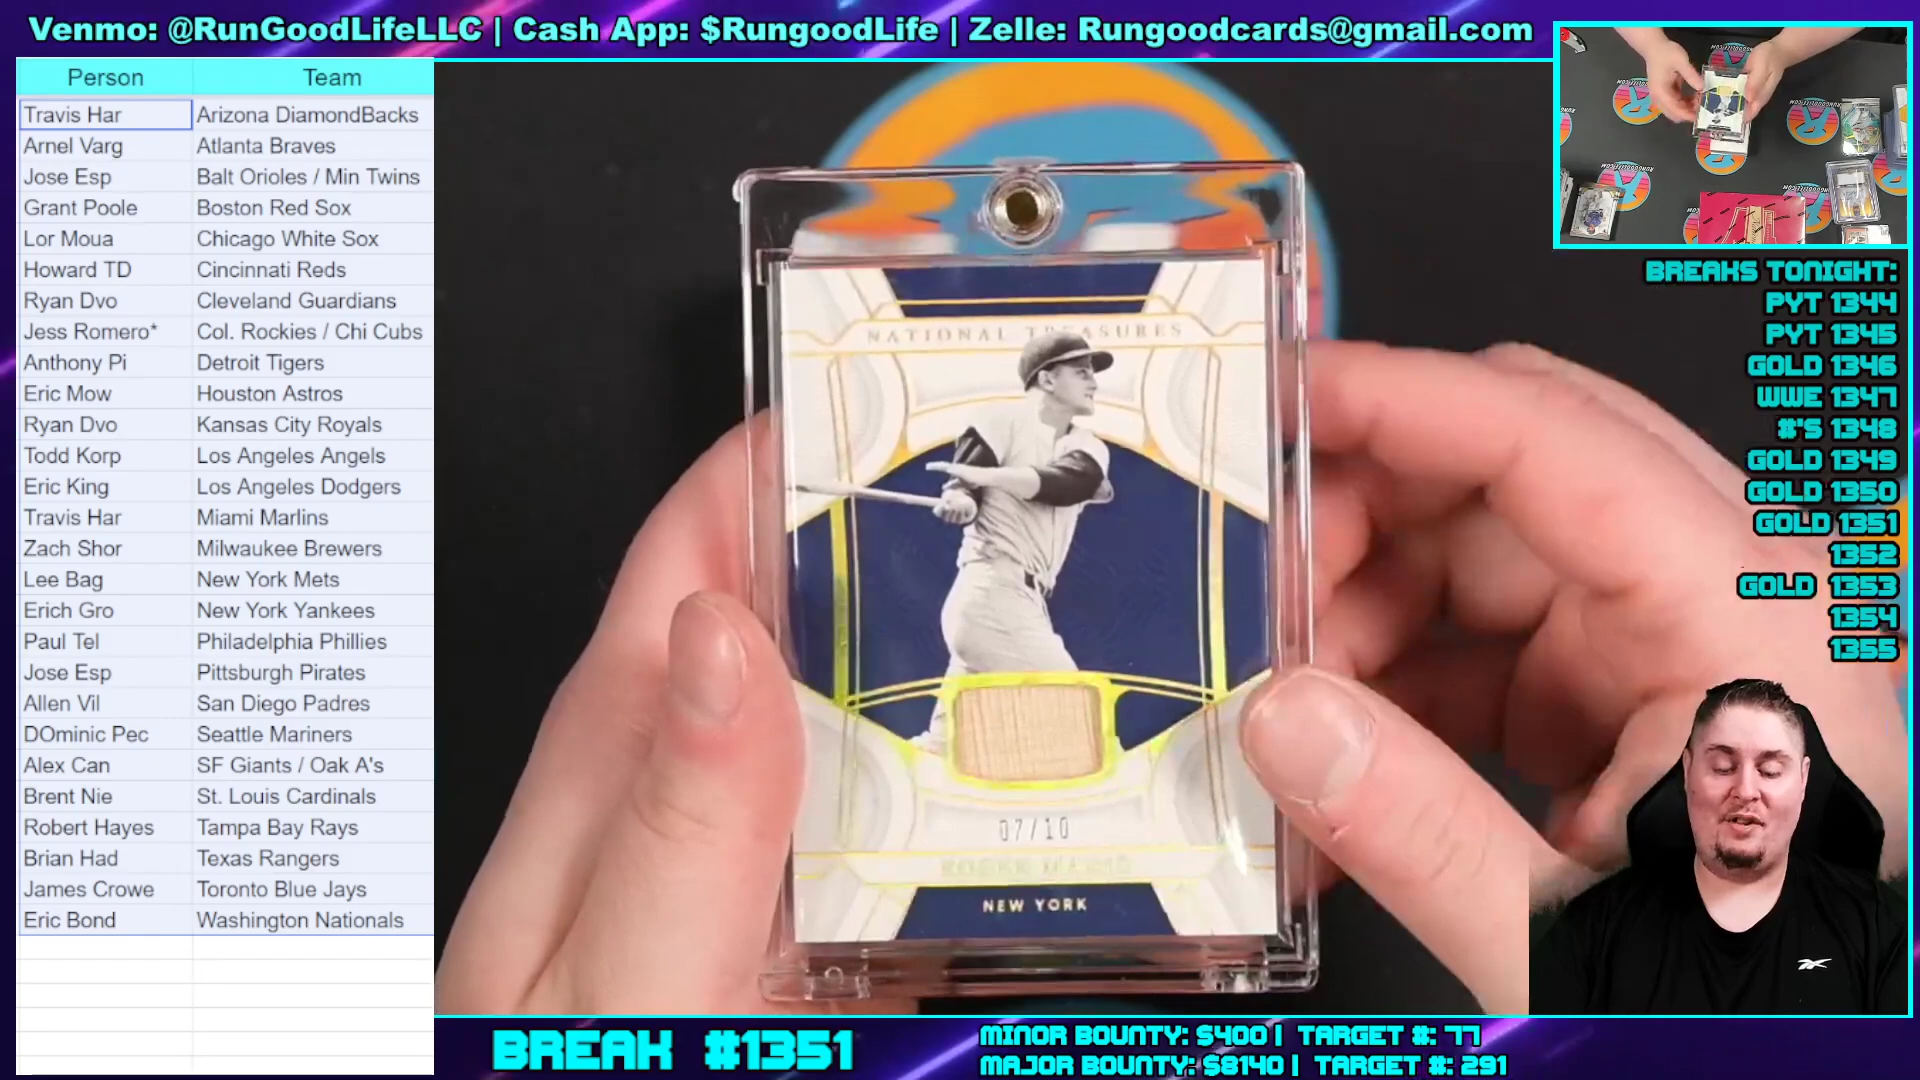 Venmo: @RunGoodLifeLLC | Cash App: $RungoodLife | Zelle: Rungoodcards@gmail.com
Person Team
Travis Har Arizona DiamondBacks
Arnel Varg Atlanta Braves
Jose Esp Balt Orioles / Min Twins
Grant Poole Boston Red Sox
Lor Moua Chicago White Sox
Howard TD Cincinnati Reds
Ryan Dvo Cleveland Guardians
Jess Romero* Col. Rockies / Chi Cubs
Anthony Pi Detroit Tigers
Eric Mow Houston Astros
Ryan Dvo Kansas City Royals
Todd Korp Los Angeles Angels
Eric King Los Angeles Dodgers
Travis Har Miami Marlins
Zach Shor Milwaukee Brewers
Lee Bag New York Mets
Erich Gro New York Yankees
Paul Tel Philadelphia Phillies
Jose Esp Pittsburgh Pirates
Allen Vil San Diego Padres
DOminic Pec Seattle Mariners
Alex Can SF Giants / Oak A's
Brent Nie St. Louis Cardinals
Robert Hayes Tampa Bay Rays
Brian Had Texas Rangers
James Crowe Toronto Blue Jays
Eric Bond Washington Nationals
NATIONAL TREASURES
07/10
ROGER MARIS
NEW YORK
BREAKS TONIGHT:
PYT 1344
PYT 1345
GOLD 1346
WWE 1347
#'S 1348
GOLD 1349
GOLD 1350
GOLD 1351
1352
GOLD 1353
1354
1355
BREAK #1351
MINOR BOUNTY: $400 | TARGET #: 77
MAJOR BOUNTY: $8140 | TARGET #: 291